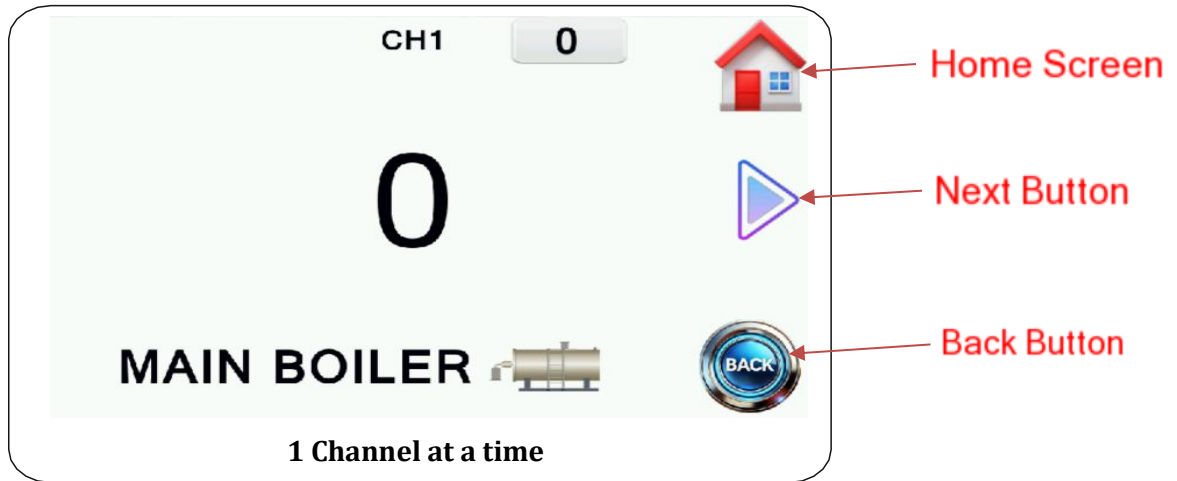 CH1 0
Home Screen
0
Next Button
MAIN BOILER
BACK
Back Button
1 Channel at a time